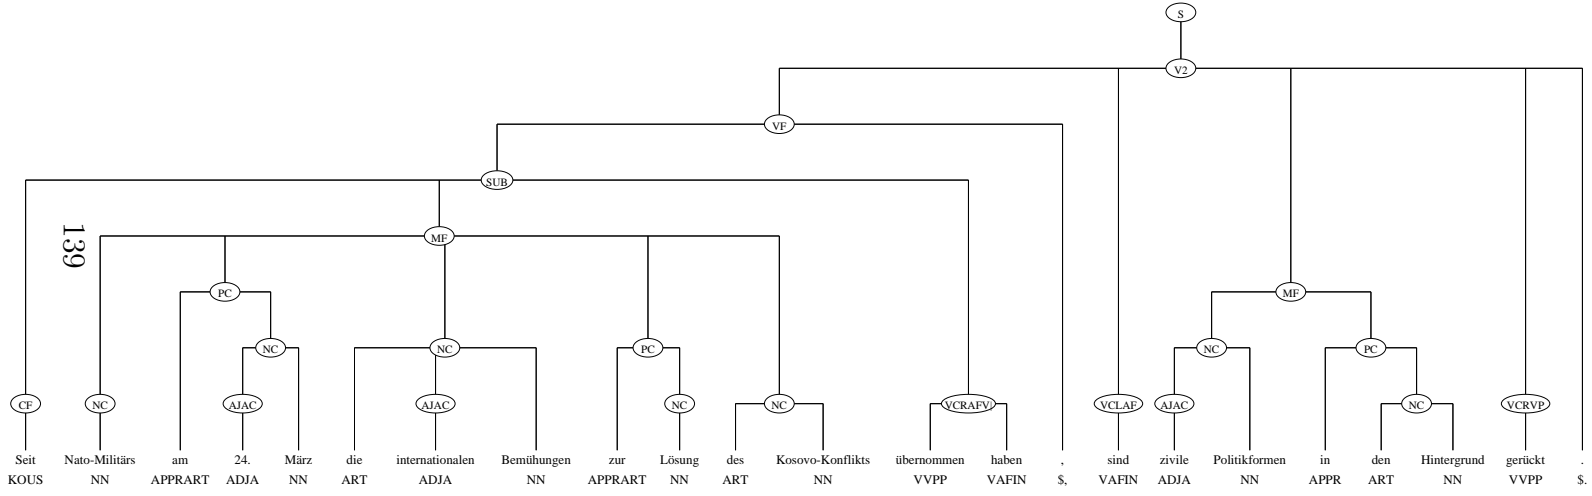 S
V2
VF
SUB
139
MF
PC MF
NC NC PC NC PC
CF NC AJAC AJAC NC NC VCRAFV VCLAF AJAC NC VCRVP
Seit Nato-Militärs am 24. März die internationalen Bemühungen zur Lösung des Kosovo-Konflikts übernommen haben , sind zivile Politikformen in den Hintergrund gerückt .
KOUS NN APPRART ADJA NN ART ADJA NN APPRART NN ART NN VVPP VAFIN $, VAFIN ADJA NN APPR ART NN VVPP $.